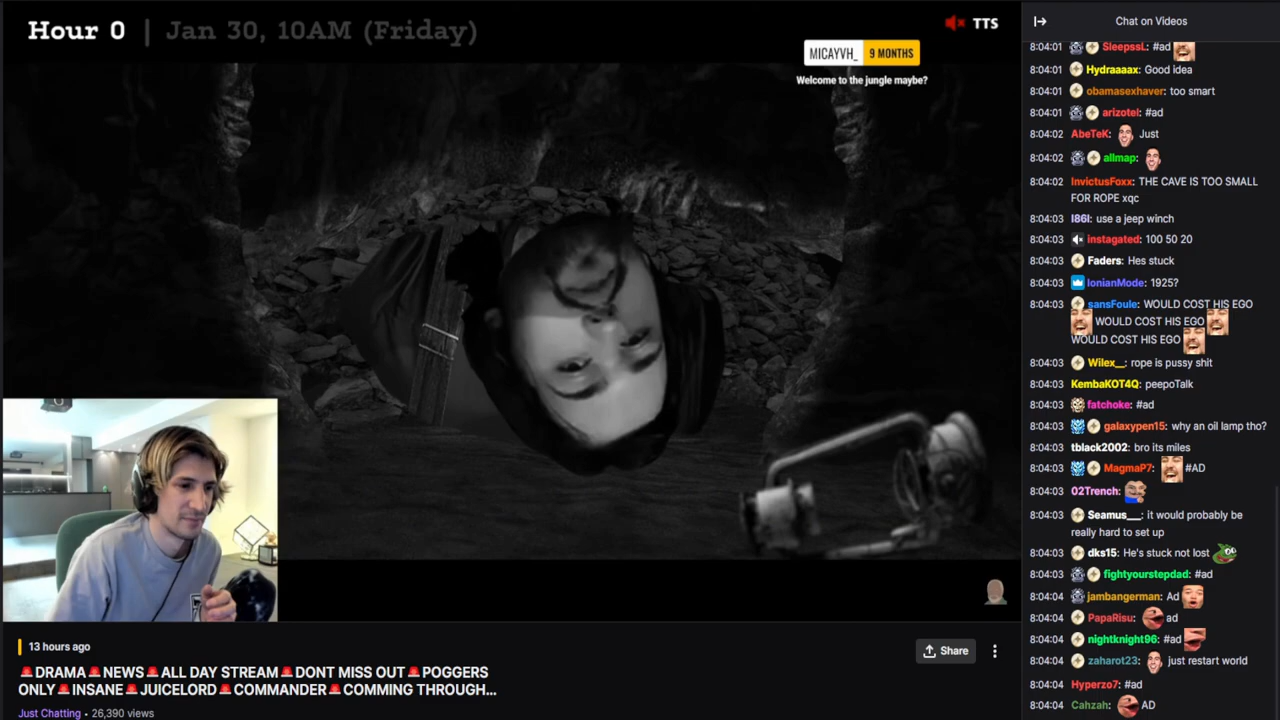 Hour 0 | Jan 30, 10AM (Friday)
TTS
MICAYVH_ 9 MONTHS
Welcome to the jungle maybe?
13 hours ago
Share
DRAMA NEWS ALL DAY STREAM DONT MISS OUT POGGERS
ONLY INSANE JUICELORD COMMANDER COMMING THROUGH...
Just Chatting • 26,390 views
Chat on Videos
8:04:01 SleepssL: #ad
8:04:01 Hydraaaax: Good idea
8:04:01 obamasexhaver: too smart
8:04:01 arizotel: #ad
8:04:02 AbeTeK: Just
8:04:02 allmap:
8:04:02 InvictusFoxx: THE CAVE IS TOO SMALL
FOR ROPE xqc
8:04:03 I86I: use a jeep winch
8:04:03 instagated: 100 50 20
8:04:03 Faders: Hes stuck
8:04:03 IonianMode: 1925?
8:04:03 sansFoule: WOULD COST HIS EGO
WOULD COST HIS EGO
WOULD COST HIS EGO
8:04:03 Wilex__: rope is pussy shit
8:04:03 KembaKOT4Q: peepoTalk
8:04:03 fatchoke: #ad
8:04:03 galaxypen15: why an oil lamp tho?
8:04:03 tblack2002: bro its miles
8:04:03 MagmaP7: #AD
8:04:03 02Trench:
8:04:03 Seamus___: it would probably be
really hard to set up
8:04:03 dks15: He's stuck not lost
8:04:03 fightyourstepdad: #ad
8:04:04 jambangerman: Ad
8:04:04 PapaRisu: ad
8:04:04 nightknight96: #ad
8:04:04 zaharot23: just restart world
8:04:04 Hyperzo7: #ad
8:04:04 Cahzah: AD